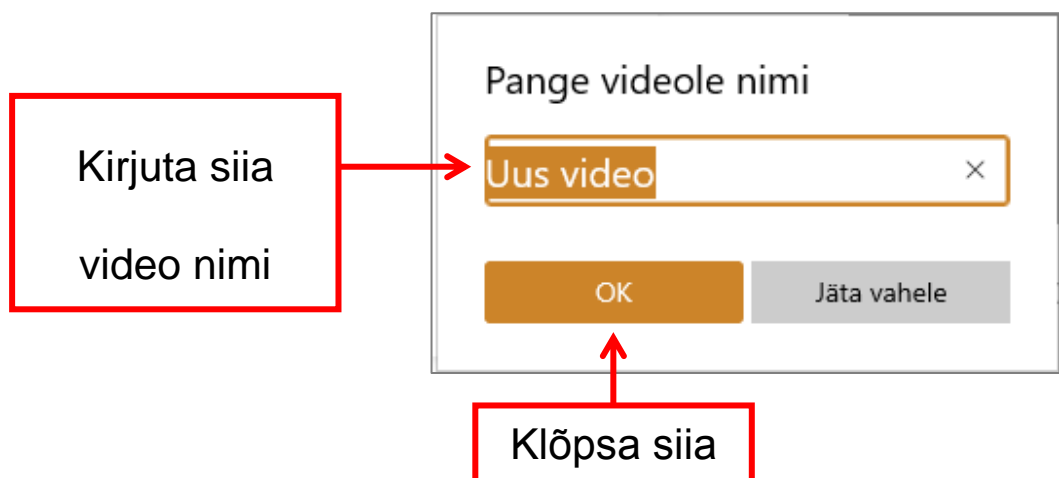 Pange videole nimi
Kirjuta siia
video nimi
Uus video
OK
Jäta vahele
Klõpsa siia